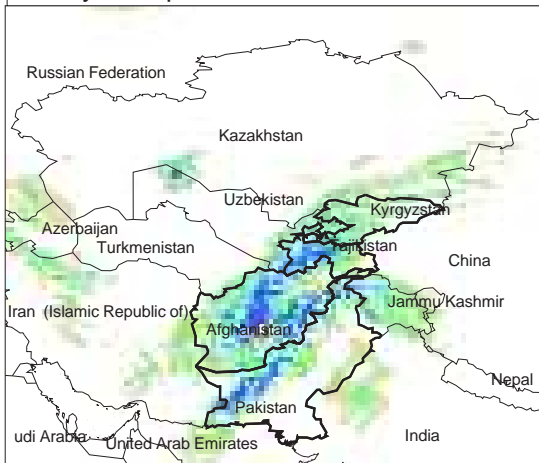 Russian Federation
Kazakhstan
Uzbekistan
Kyrgyzstan
Azerbaijan
Turkmenistan
Tajikistan
China
Iran (Islamic Republic of)
Jammu/Kashmir
Afghanistan
Nepal
Pakistan
udi Arabia
United Arab Emirates
India